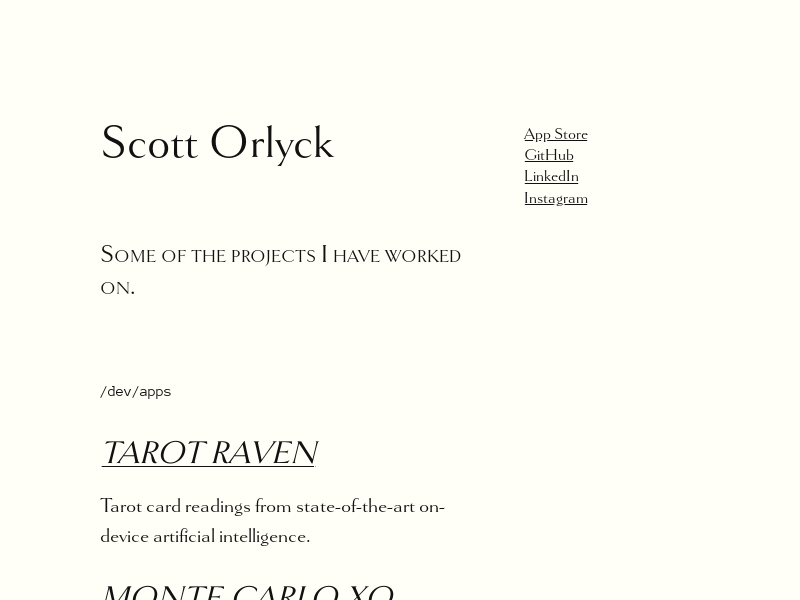 Scott Orlyck
App Store
GitHub
LinkedIn
Instagram
Some of the projects I have worked
on.
/dev/apps
TAROT RAVEN
Tarot card readings from state-of-the-art on-
device artificial intelligence.
MONTE CARLO XO